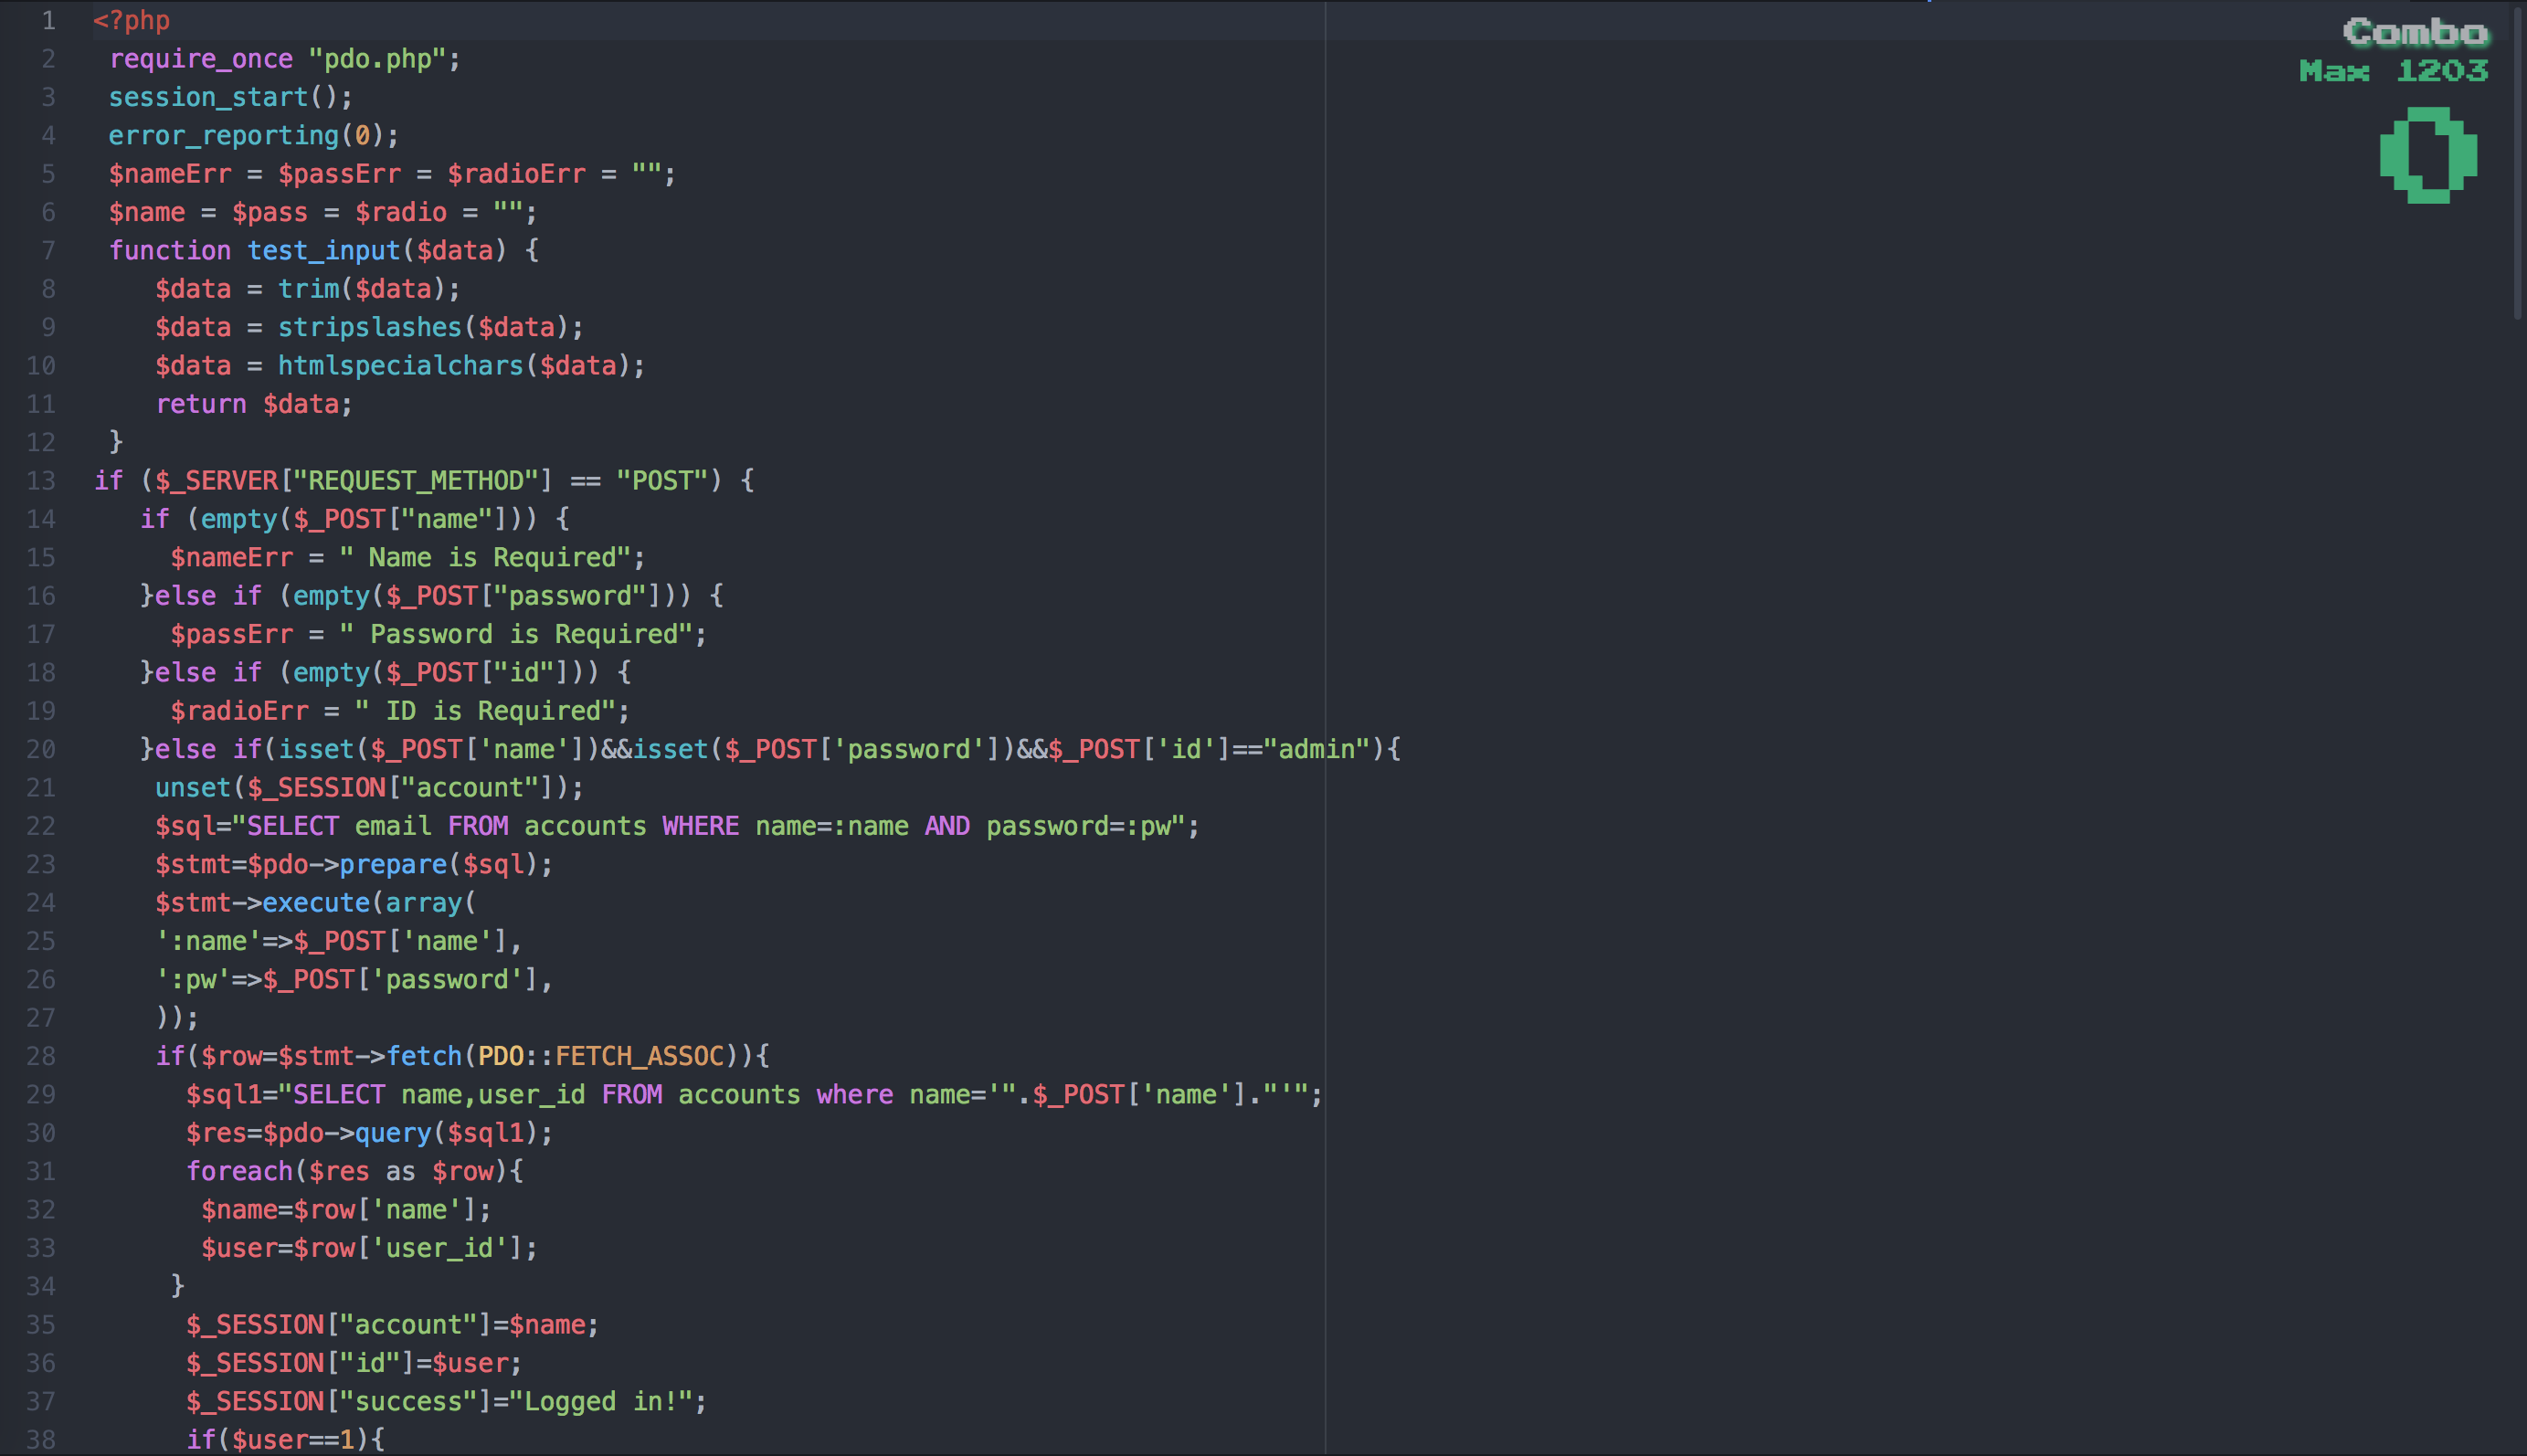 1 <?php
2 require_once "pdo.php";
3 session_start();
4 error_reporting(0);
5 $nameErr = $passErr = $radioErr = "";
6 $name = $pass = $radio = "";
7 function test_input($data) {
8 $data = trim($data);
9 $data = stripslashes($data);
10 $data = htmlspecialchars($data);
11 return $data;
12 }
13 if ($_SERVER["REQUEST_METHOD"] == "POST") {
14 if (empty($_POST["name"])) {
15 $nameErr = " Name is Required";
16 }else if (empty($_POST["password"])) {
17 $passErr = " Password is Required";
18 }else if (empty($_POST["id"])) {
19 $radioErr = " ID is Required";
20 }else if(isset($_POST['name'])&&isset($_POST['password'])&&$_POST['id']=="admin"){
21 unset($_SESSION["account"]);
22 $sql="SELECT email FROM accounts WHERE name=:name AND password=:pw";
23 $stmt=$pdo->prepare($sql);
24 $stmt->execute(array(
25 ':name'=>$_POST['name'],
26 ':pw'=>$_POST['password'],
27 ));
28 if($row=$stmt->fetch(PDO::FETCH_ASSOC)){
29 $sql1="SELECT name,user_id FROM accounts where name='".$_POST['name']."'";
30 $res=$pdo->query($sql1);
31 foreach($res as $row){
32 $name=$row['name'];
33 $user=$row['user_id'];
34 }
35 $_SESSION["account"]=$name;
36 $_SESSION["id"]=$user;
37 $_SESSION["success"]="Logged in!";
38 if($user==1){
Combo
Max 1203
0